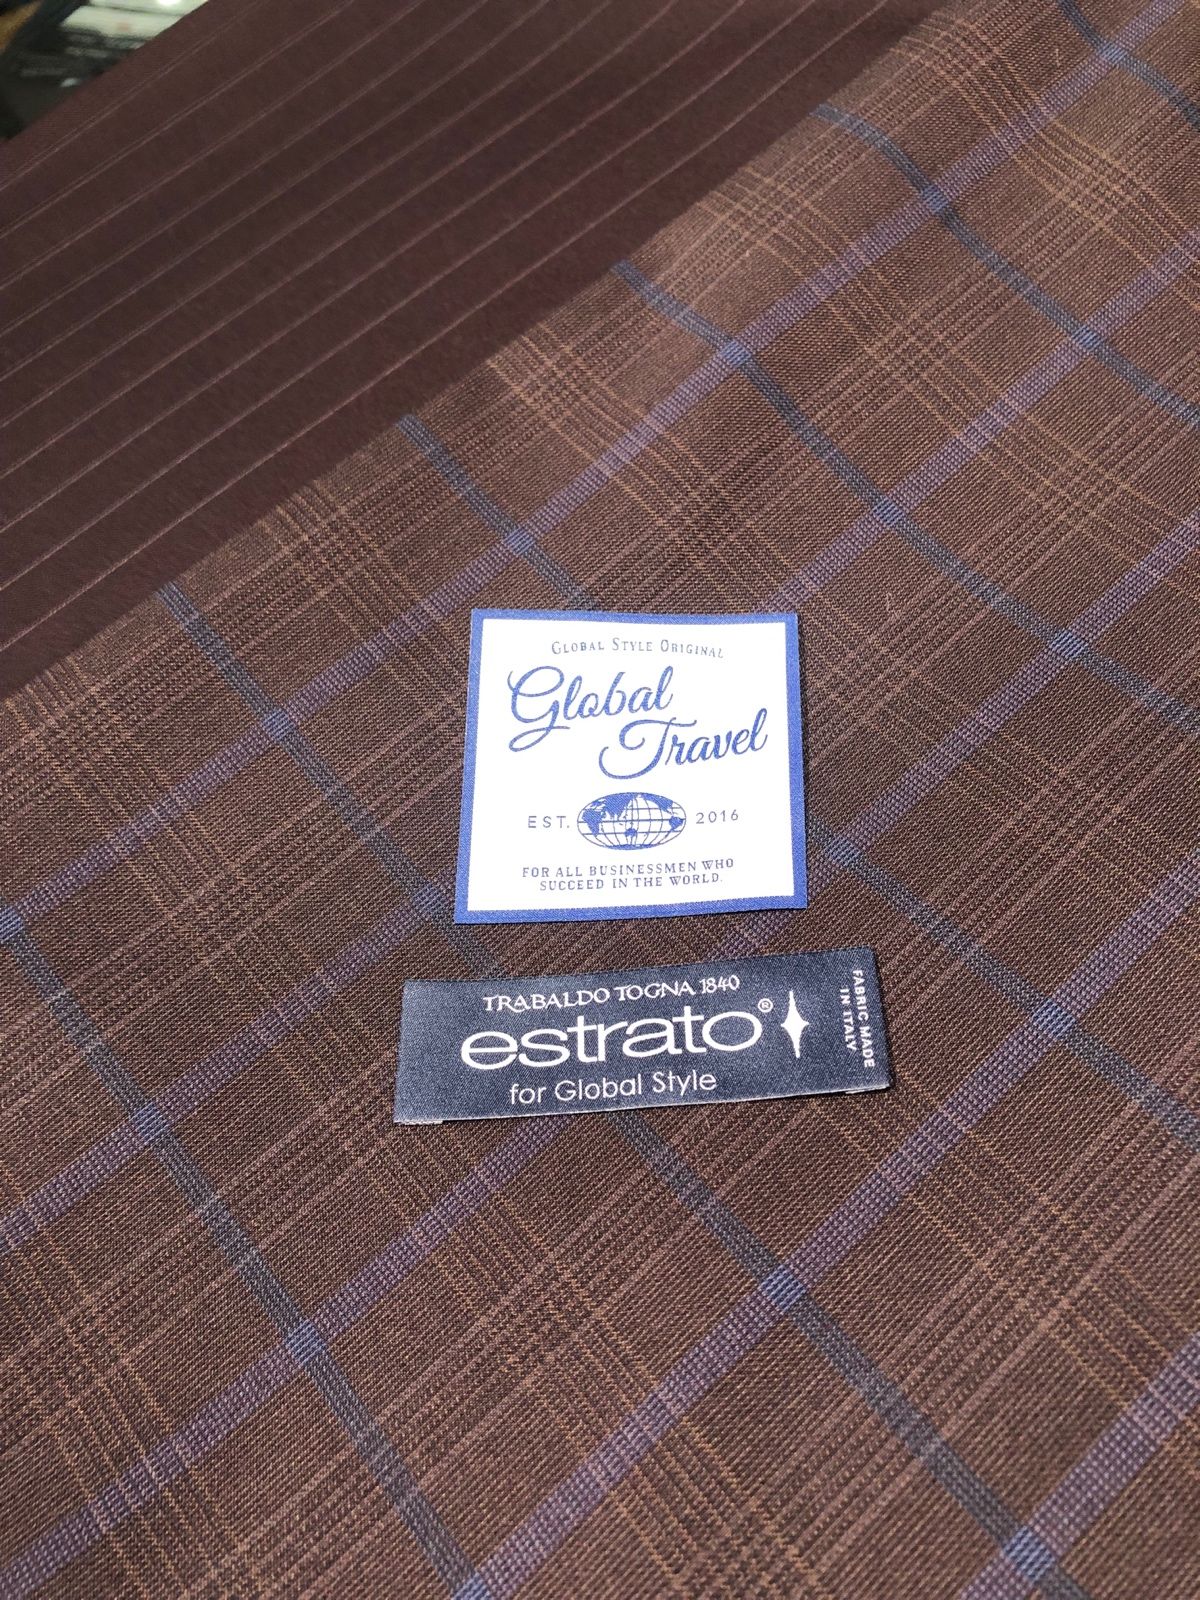 GLOBAL STYLE ORIGINAL
Global
Travel
EST. 2016
FOR ALL BUSINESSMEN WHO
SUCCEED IN THE WORLD.
TRABALDO TOGNA 1840
estrato®
for Global Style
FABRIC MADE
IN ITALY